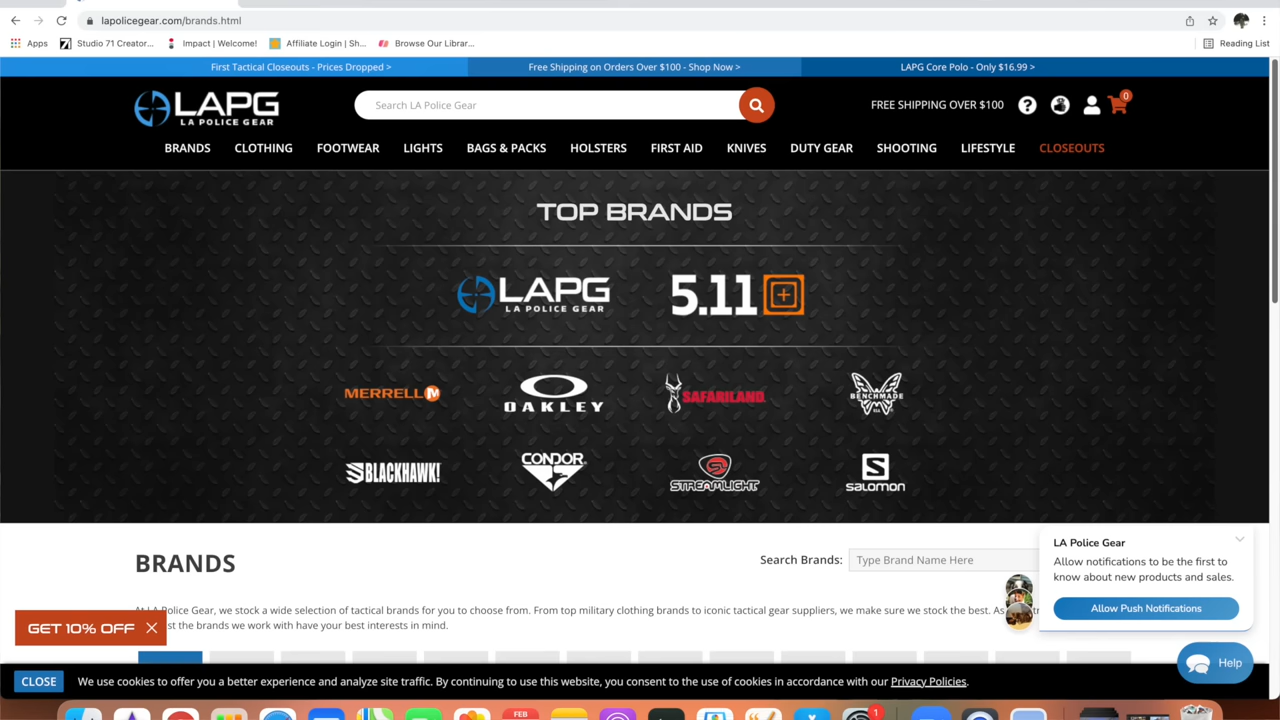 lapolicegear.com/brands.html
Apps Studio 71 Creator... Impact | Welcome! Affiliate Login | Sh... Browse Our Librar... Reading List
First Tactical Closeouts - Prices Dropped > Free Shipping on Orders Over $100 - Shop Now > LAPG Core Polo - Only $16.99 >
LAPG
LA POLICE GEAR
Search LA Police Gear
FREE SHIPPING OVER $100 ? 0
BRANDS CLOTHING FOOTWEAR LIGHTS BAGS & PACKS HOLSTERS FIRST AID KNIVES DUTY GEAR SHOOTING LIFESTYLE CLOSEOUTS
TOP BRANDS
LAPG
LA POLICE GEAR
5.11
MERRELL M OAKLEY SAFARILAND BENCHMADE
BLACKHAWK! CONDOR STREAMLIGHT S SALOMON
BRANDS
Search Brands: Type Brand Name Here
At LA Police Gear, we stock a wide selection of tactical brands for you to choose from. From top military clothing brands to iconic tactical gear suppliers, we make sure we stock the best. As
the brands we work with have your best interests in mind.
GET 10% OFF
LA Police Gear
Allow notifications to be the first to
know about new products and sales.
Allow Push Notifications
Help
CLOSE We use cookies to offer you a better experience and analyze site traffic. By continuing to use this website, you consent to the use of cookies in accordance with our Privacy Policies.
FEB 1